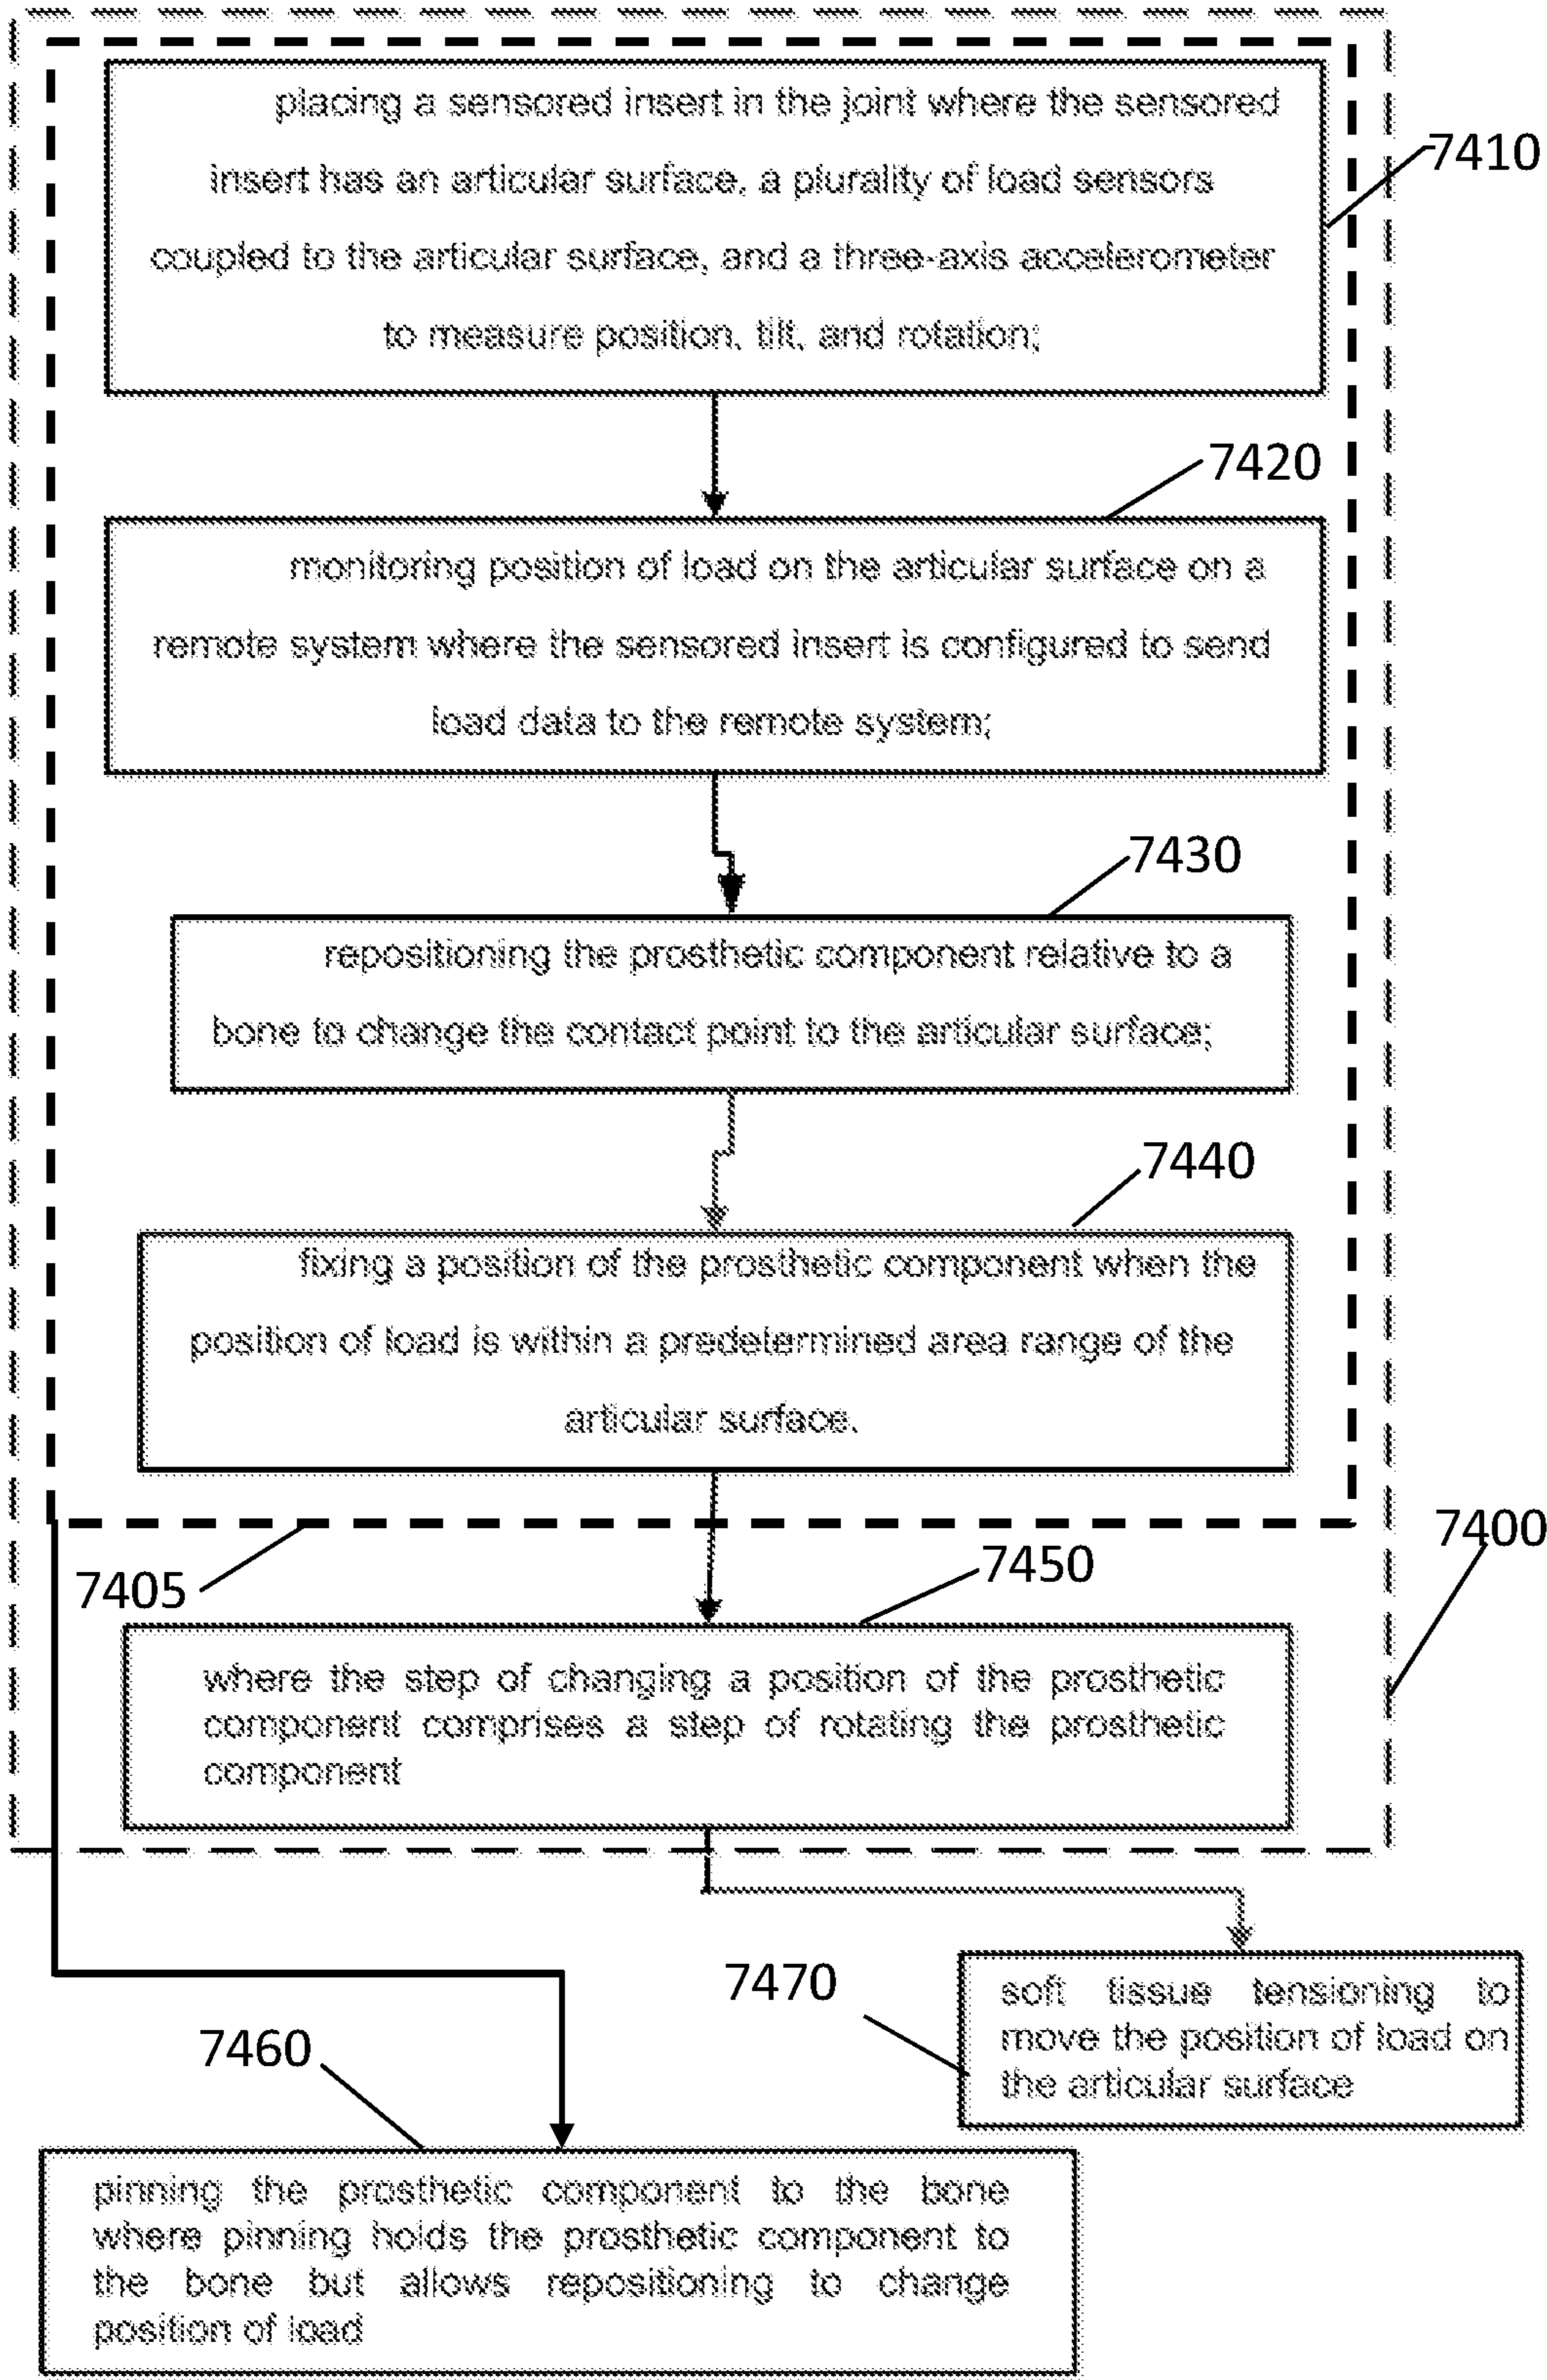 placing a sensored insert in the joint where the sensored
insert has an articular surface, a plurality of load sensors
coupled to the articular surface, and a three-axis accelerometer
to measure position, tilt, and rotation;
7410
7420
monitoring position of load on the articular surface on a
remote system where the sensored insert is configured to send
load data to the remote system;
7430
repositioning the prosthetic component relative to a
bone to change the contact point to the articular surface;
7440
fixing a position of the prosthetic component when the
position of load is within a predetermined area range of the
articular surface.
7400
7405
7450
where the step of changing a position of the prosthetic
component comprises a step of rotating the prosthetic
component
7470
soft tissue tensioning to
move the position of load on
the articular surface
7460
pinning the prosthetic component to the bone
where pinning holds the prosthetic component to
the bone but allows repositioning to change
position of load